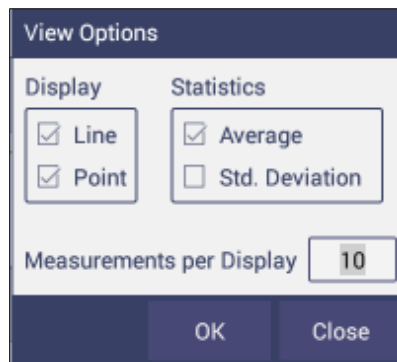 View Options
Display Statistics
Line Average
Point Std. Deviation
Measurements per Display 10
OK Close